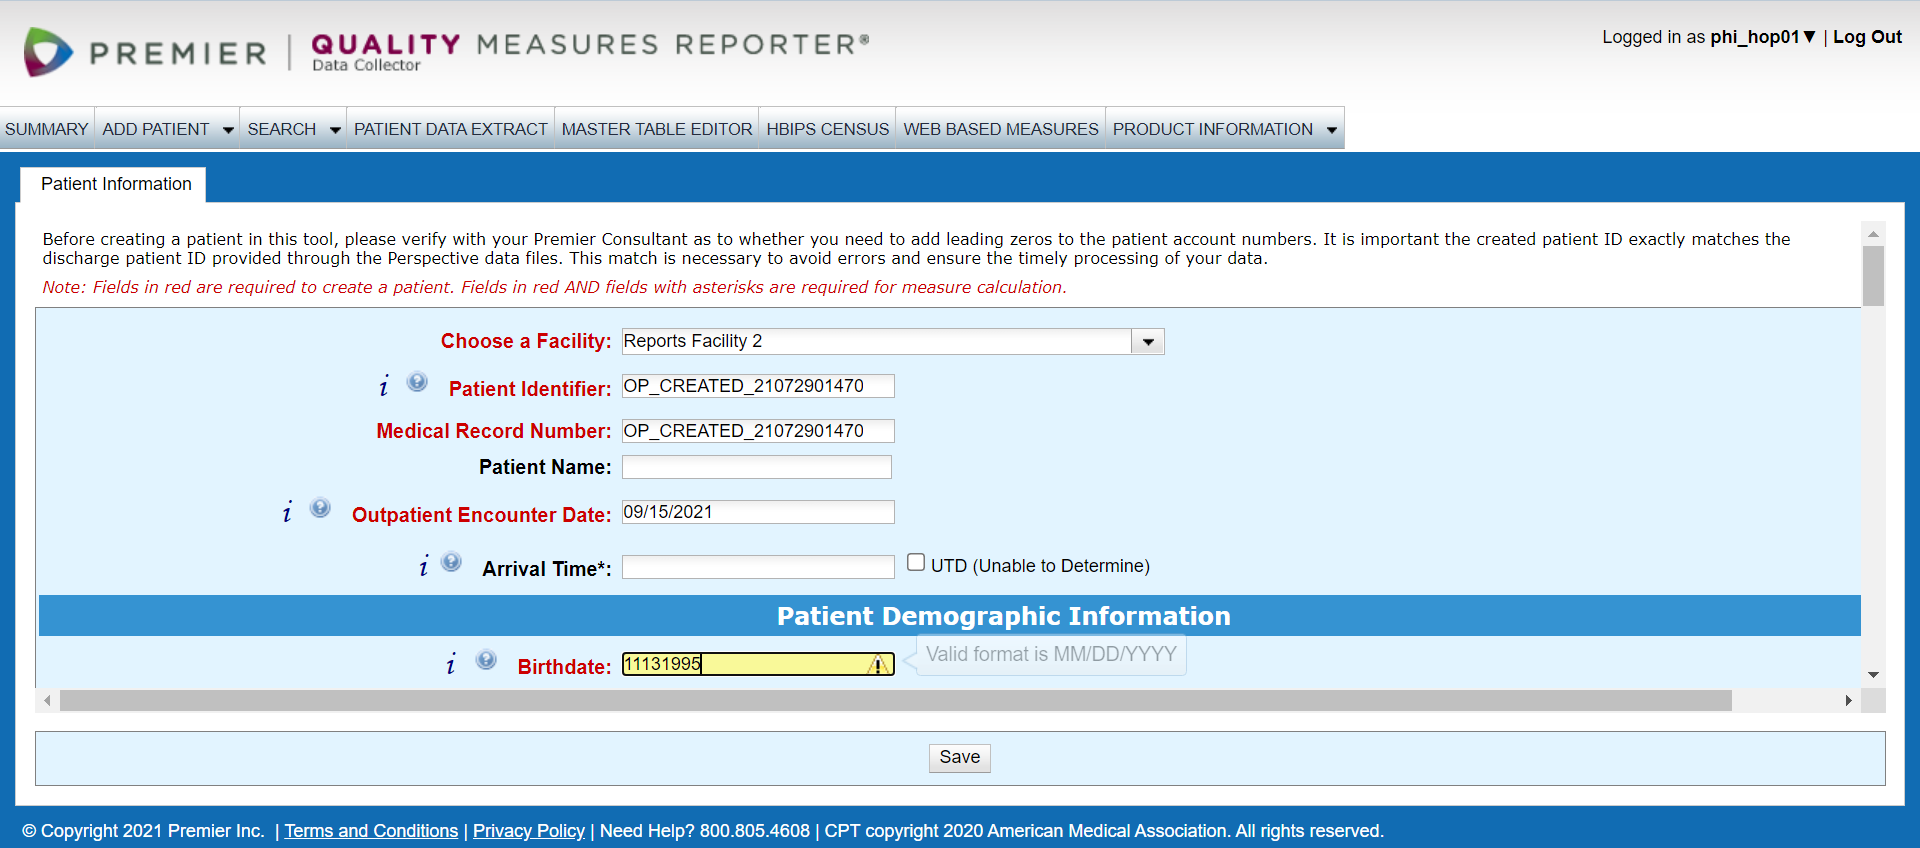 PREMIER | QUALITY MEASURES REPORTER®
Data Collector
Logged in as phi_hop01▼ | Log Out
SUMMARY ADD PATIENT SEARCH PATIENT DATA EXTRACT MASTER TABLE EDITOR HBIPS CENSUS WEB BASED MEASURES PRODUCT INFORMATION
Patient Information
Before creating a patient in this tool, please verify with your Premier Consultant as to whether you need to add leading zeros to the patient account numbers. It is important the created patient ID exactly matches the
discharge patient ID provided through the Perspective data files. This match is necessary to avoid errors and ensure the timely processing of your data.
Note: Fields in red are required to create a patient. Fields in red AND fields with asterisks are required for measure calculation.
Choose a Facility: Reports Facility 2
i ? Patient Identifier: OP_CREATED_21072901470
Medical Record Number: OP_CREATED_21072901470
Patient Name:
i ? Outpatient Encounter Date: 09/15/2021
i ? Arrival Time*: UTD (Unable to Determine)
Patient Demographic Information
i ? Birthdate: 11131995 Valid format is MM/DD/YYYY
Save
© Copyright 2021 Premier Inc. | Terms and Conditions | Privacy Policy | Need Help? 800.805.4608 | CPT copyright 2020 American Medical Association. All rights reserved.